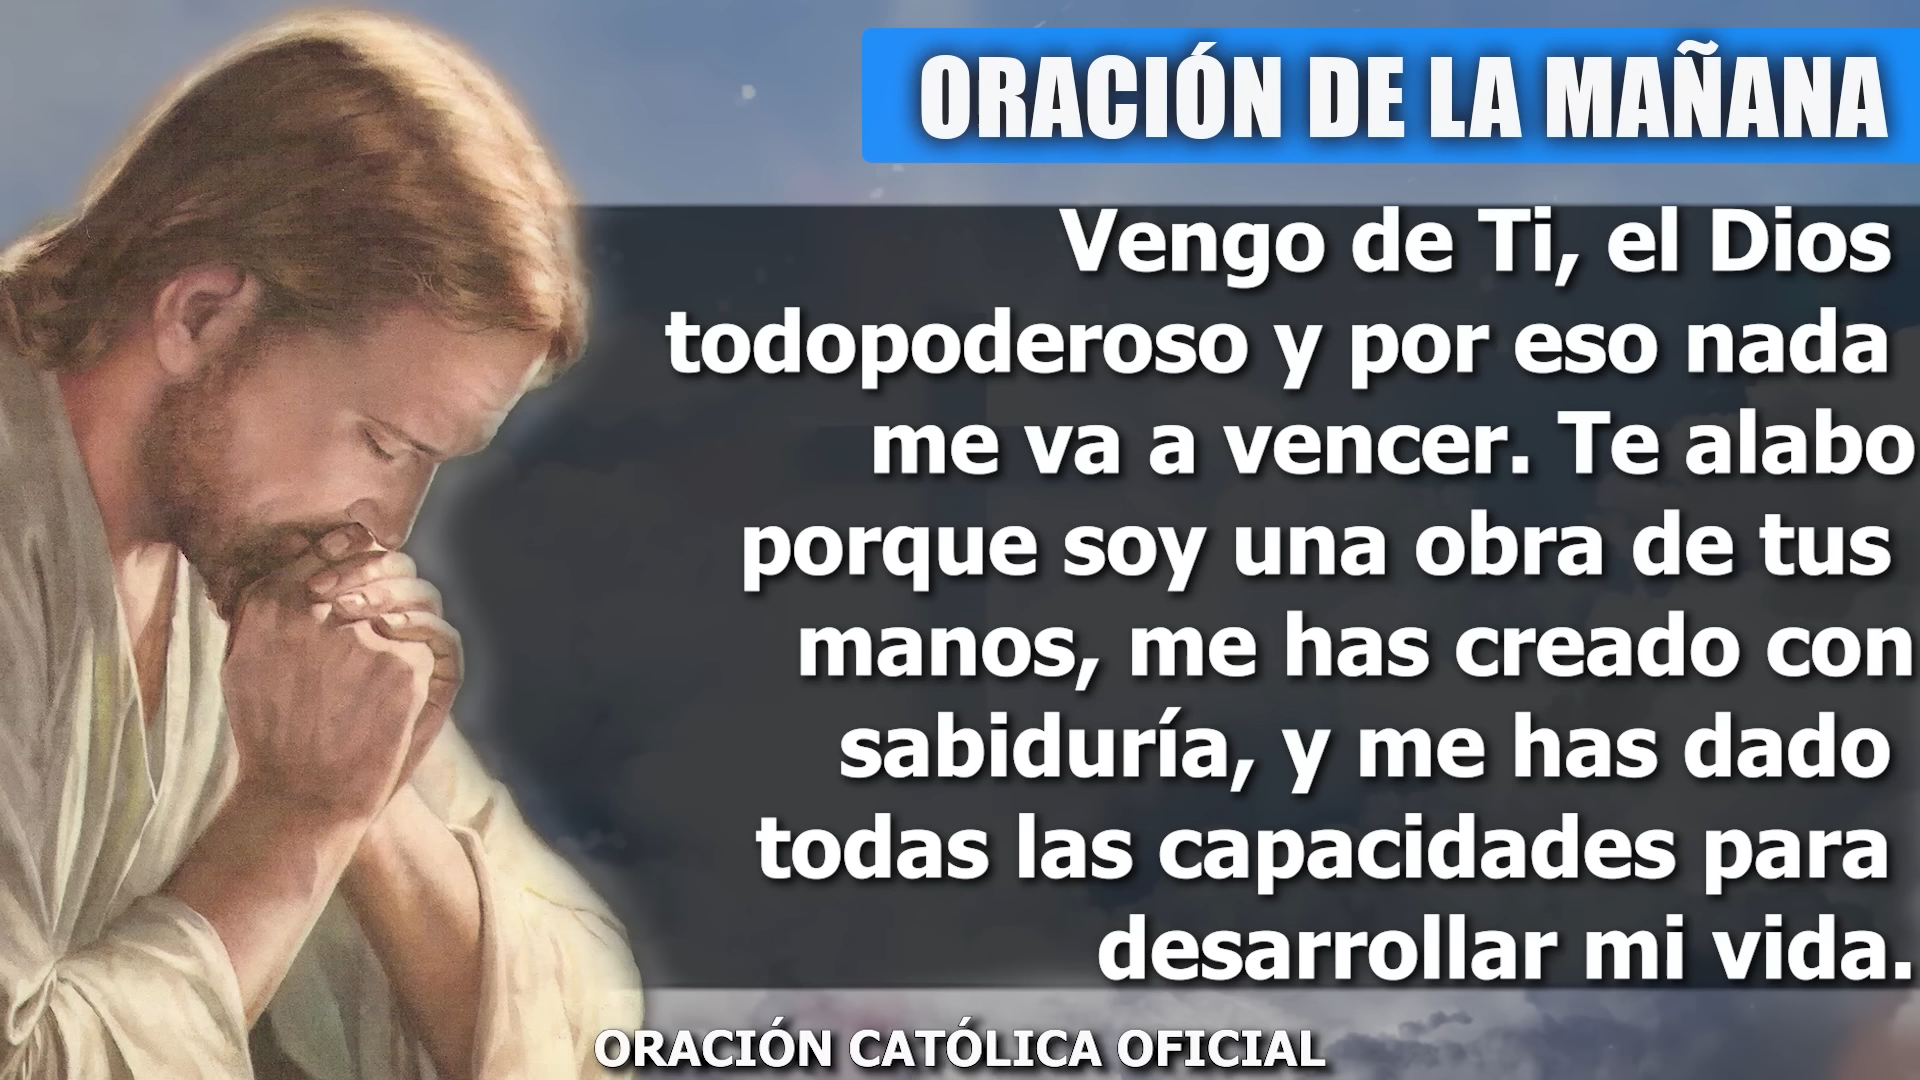 ORACIÓN DE LA MAÑANA
Vengo de Ti, el Dios
todopoderoso y por eso nada
me va a vencer. Te alabo
porque soy una obra de tus
manos, me has creado con
sabiduría, y me has dado
todas las capacidades para
desarrollar mi vida.
ORACIÓN CATÓLICA OFICIAL